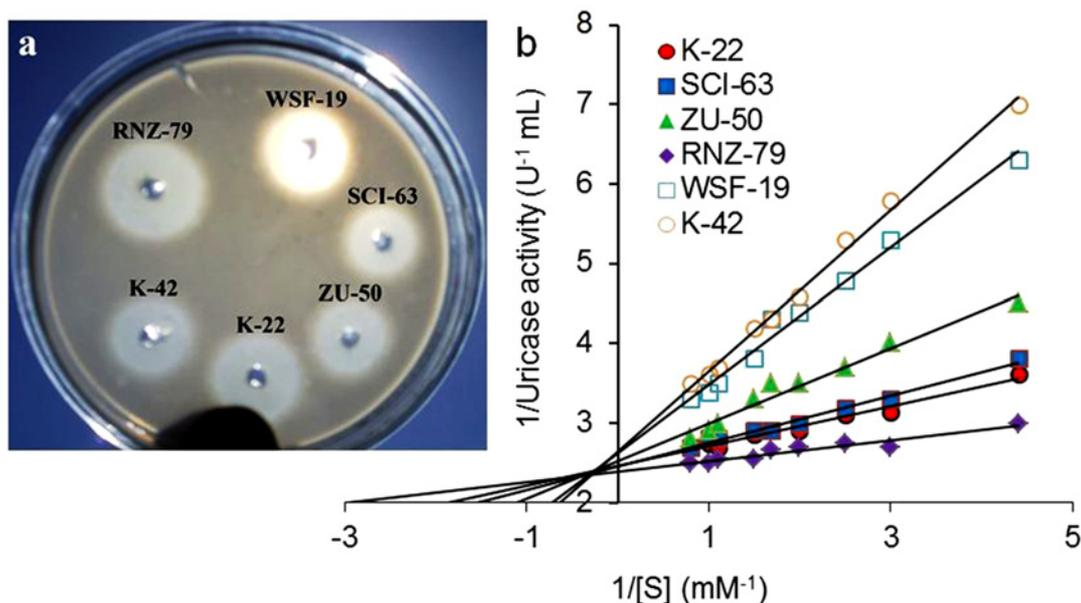 a
WSF-19
RNZ-79
SCI-63
K-42
ZU-50
K-22
b
1/Uricase activity (U⁻¹ mL)
8
7
6
5
4
3
2
K-22
SCI-63
ZU-50
RNZ-79
WSF-19
K-42
-3 -1 1 3 5
1/[S] (mM⁻¹)